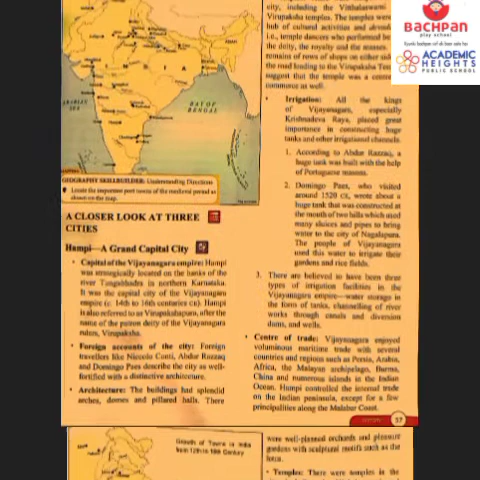 BACHPAN
play school
ACADEMIC
HEIGHTS
PUBLIC SCHOOL
ARABIAN
SEA
BAY OF
BENGAL
GEOGRAPHY SKILLBUILDER: Understanding Directions
Locate the important port towns of the medieval period as
shown on the map.
A CLOSER LOOK AT THREE
CITIES
Hampi—A Grand Capital City
• Capital of the Vijayanagara empire: Hampi
was strategically located on the banks of the
river Tungabhadra in northern Karnataka.
It was the capital city of the Vijayanagara
empire (c. 14th to 16th centuries CE). Hampi
is also referred to as Virupakshapura, after the
name of the patron deity of the Vijayanagara
rulers, Virupaksha.
• Foreign accounts of the city: Foreign
travellers like Niccolo Conti, Abdur Razzaq
and Domingo Paes describe the city as well-
fortified with a distinctive architecture.
• Architecture: The buildings had splendid
arches, domes and pillared halls. There
city, including the Vitthalaswami
Virupaksha temples. The temples were
hub of cultural activities and
i.e., temple dancers who performed be
the deity, the royalty and the masses.
remains of rows of shops on either side
the road leading to the Virupaksha Tem
suggest that the temple was a centre
commerce as well.
• Irrigation: All the kings
of Vijayanagara, especially
Krishnadeva Raya, placed great
importance in constructing huge
tanks and other irrigational channels.
1. According to Abdur Razzaq, a
huge tank was built with the help
of Portuguese masons.
2. Domingo Paes, who visited
around 1520 CE, wrote about a
huge tank that was constructed at
the mouth of two hills which used
many sluices and pipes to bring
water to the city of Nagalapura.
The people of Vijayanagara
used this water to irrigate their
gardens and rice fields.
3. There are believed to have been three
types of irrigation facilities in the
Vijayanagara empire—water storage in
the form of tanks, channelling of river
works through canals and diversion
dams, and wells.
• Centre of trade: Vijayanagara enjoyed
voluminous maritime trade with several
countries and regions such as Persia, Arabia,
Africa, the Malayan archipelago, Burma,
China and numerous islands in the Indian
Ocean. Hampi controlled the internal trade
on the Indian peninsula, except for a few
principalities along the Malabar Coast.
37
Growth of Towns in India
from 12th to 18th Century
were well-planned orchards and pleasure
gardens with sculptural motifs such as the
lotus.
• Temples: There were temples in the